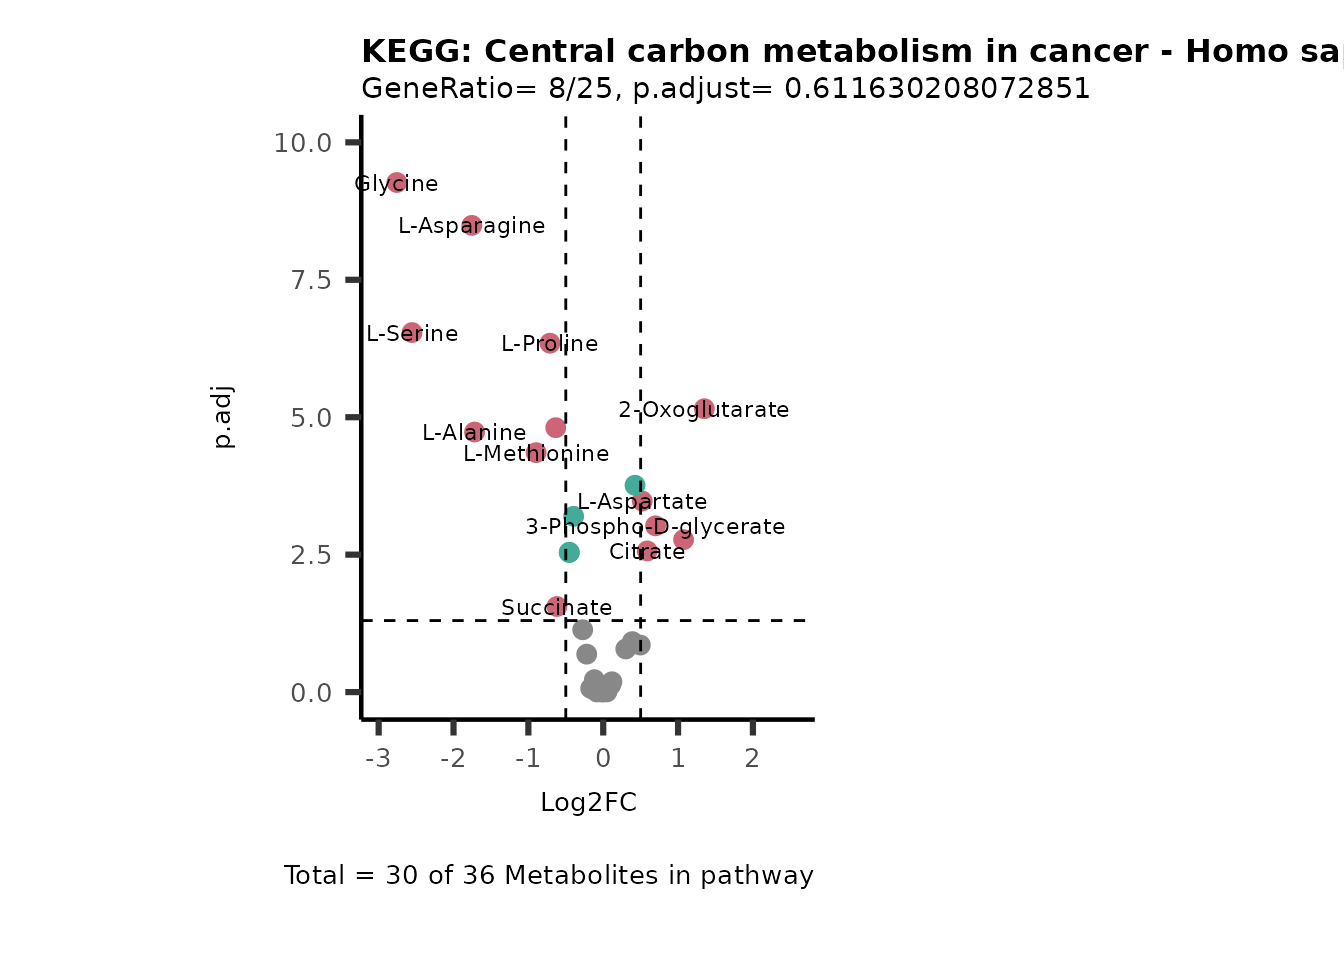 KEGG: Central carbon metabolism in cancer - Homo sa
GeneRatio= 8/25, p.adjust= 0.611630208072851
10.0
Glycine
L-Asparagine
7.5
L-Serine
L-Proline
p.adj
5.0
2-Oxoglutarate
L-Alanine
L-Methionine
L-Aspartate
3-Phospho-D-glycerate
2.5
Citrate
Succinate
0.0
-3 -2 -1 0 1 2
Log2FC
Total = 30 of 36 Metabolites in pathway